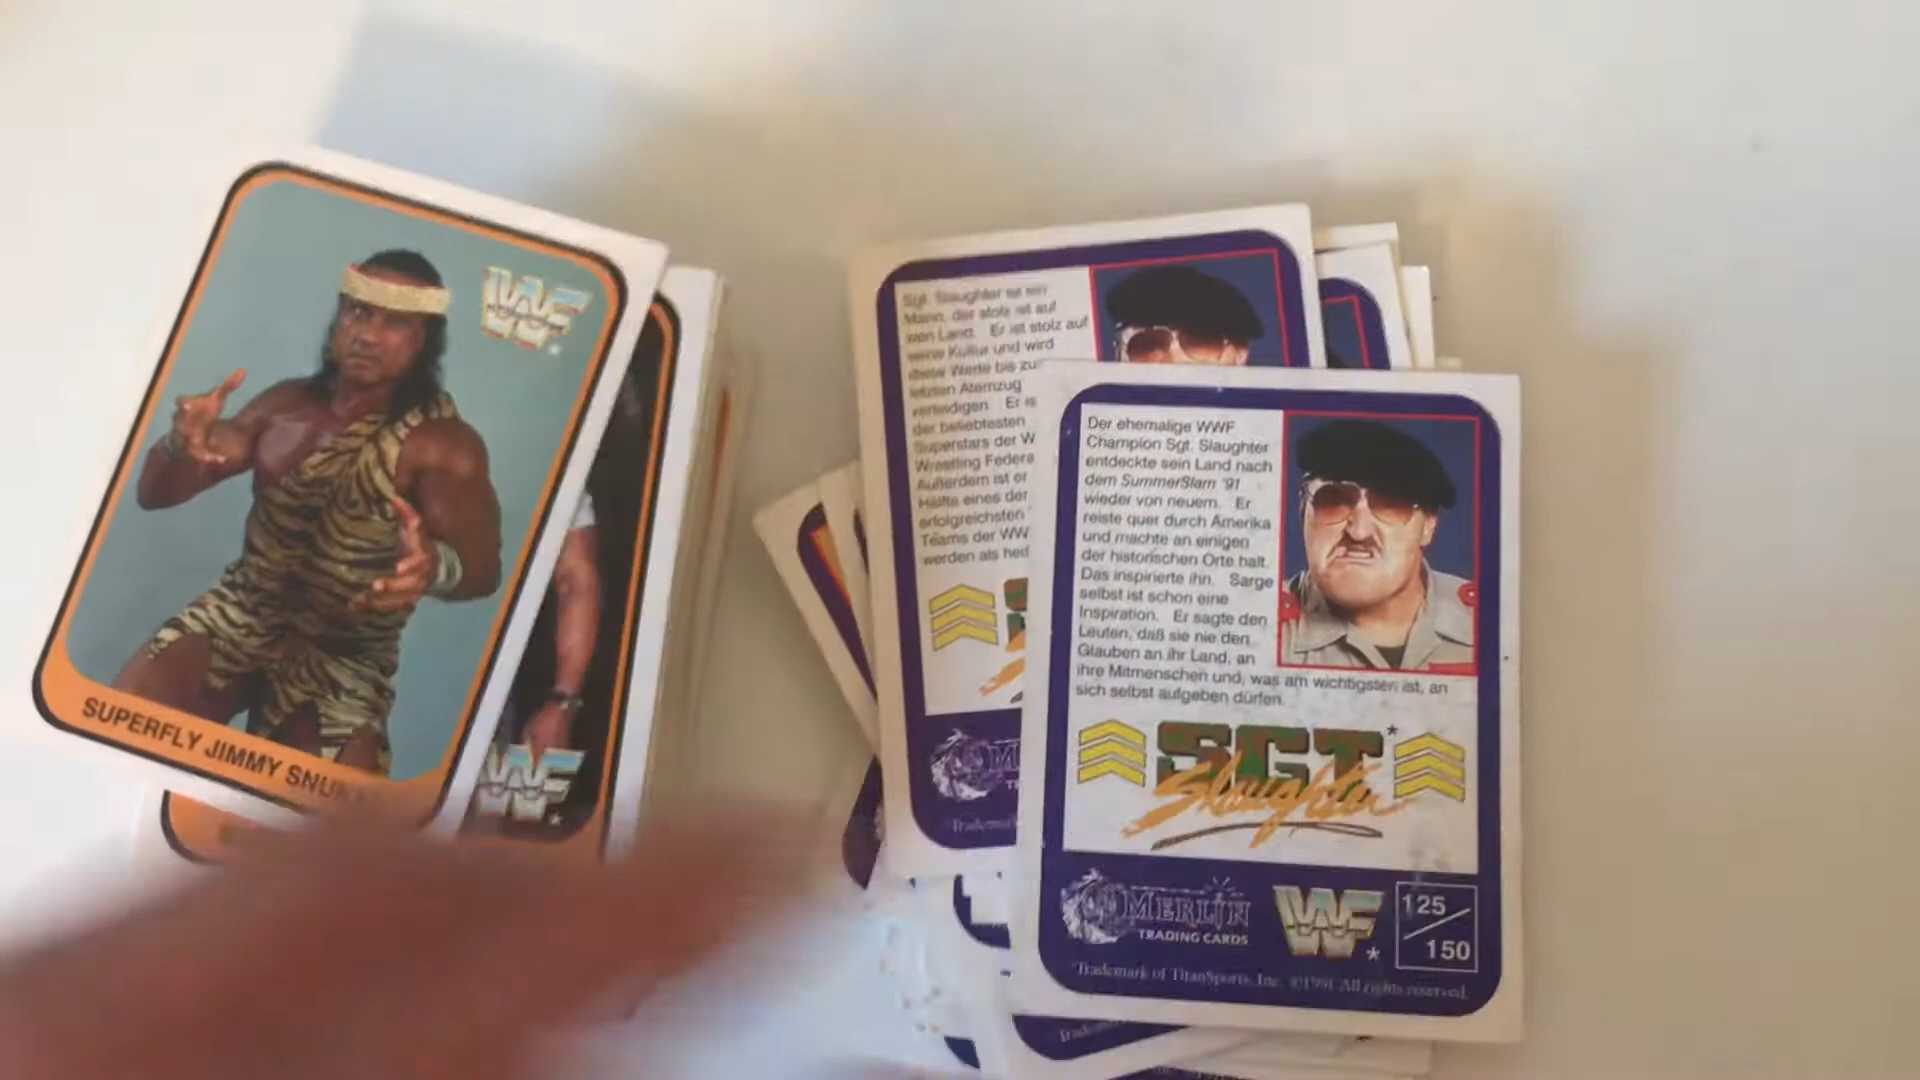 WF
SUPERFLY JIMMY SNUKA
WF
Sgt. Slaughter ist ein
Mann, der stolz ist auf
Land. Er ist stolz auf
seine Kultur und wird
diese Werte bis zu
letzten Atemzug
verteidigen. Er is
der beliebtesten
Superstars der W
Wrestling Federa
Außerdem ist er
Hälfte eines der
erfolgreichsten
Teams der WW
werden als
M
Trademark
Der ehemalige WWF
Champion Sgt. Slaughter
entdeckte sein Land nach
dem SummerSlam '91
wieder von neuem. Er
reiste quer durch Amerika
und machte an einigen
der historischen Orte halt.
Das inspirierte ihn. Sarge
selbst ist schon eine
Inspiration. Er sagte den
Leuten, daß sie nie den
Glauben an ihr Land, an
ihre Mitmenschen und, was am wichtigsten ist, an
sich selbst aufgeben dürfen.
SGT*
Slaughter
MERLIN
TRADING CARDS
WF*
125/150
*Trademark of TitanSports, Inc. ©1991 All rights reserved.